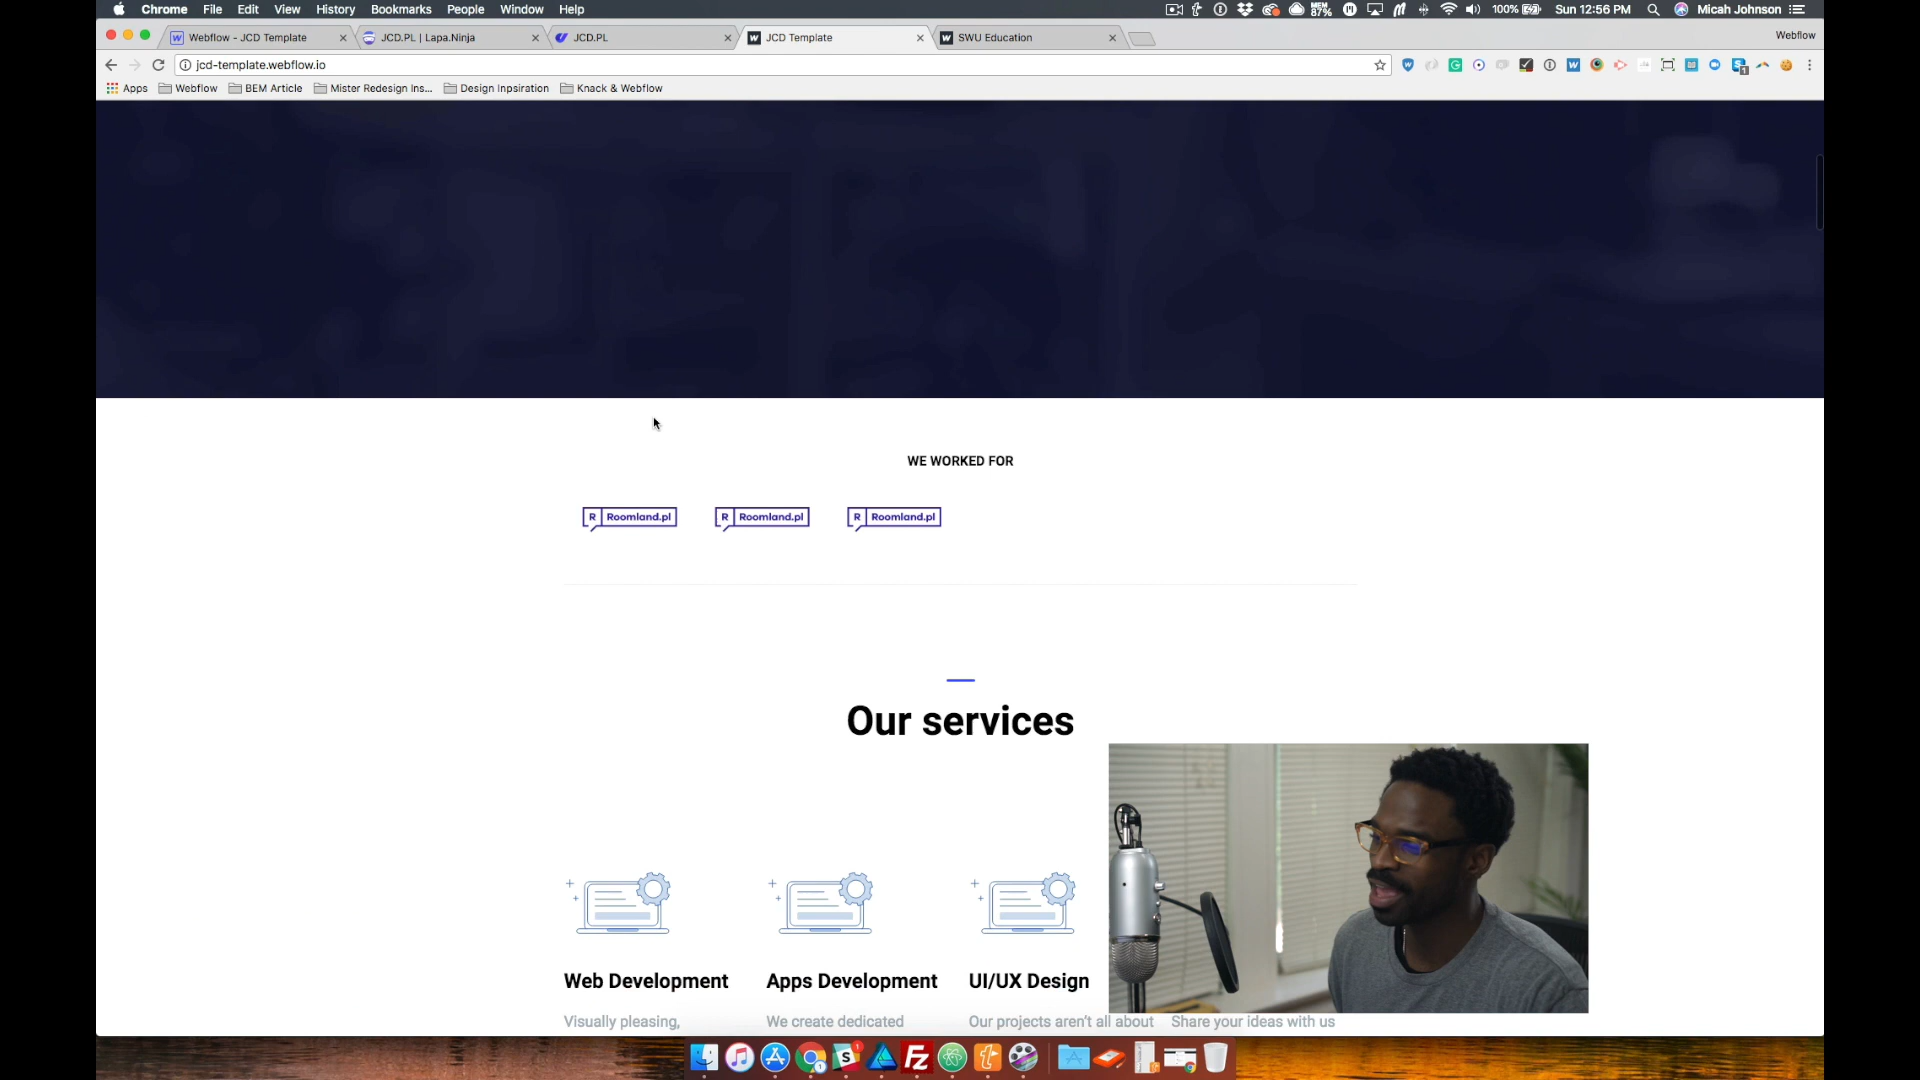 Chrome File Edit View History Bookmarks People Window Help
MEM 87% 100% Sun 12:56 PM Micah Johnson
Webflow - JCD Template
JCD.PL | Lapa.Ninja
JCD.PL
JCD Template
SWU Education
Webflow
jcd-template.webflow.io
Apps Webflow BEM Article Mister Redesign Ins... Design Inpsiration Knack & Webflow
WE WORKED FOR
R Roomland.pl R Roomland.pl R Roomland.pl
Our services
Web Development Apps Development UI/UX Design
Visually pleasing, We create dedicated Our projects aren't all about Share your ideas with us